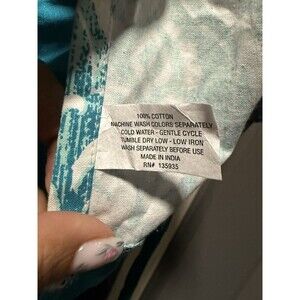 100% COTTON
MACHINE WASH COLORS SEPARATELY
COLD WATER - GENTLE CYCLE
TUMBLE DRY LOW - LOW IRON
WASH SEPARATELY BEFORE USE
MADE IN INDIA
RN# 135935